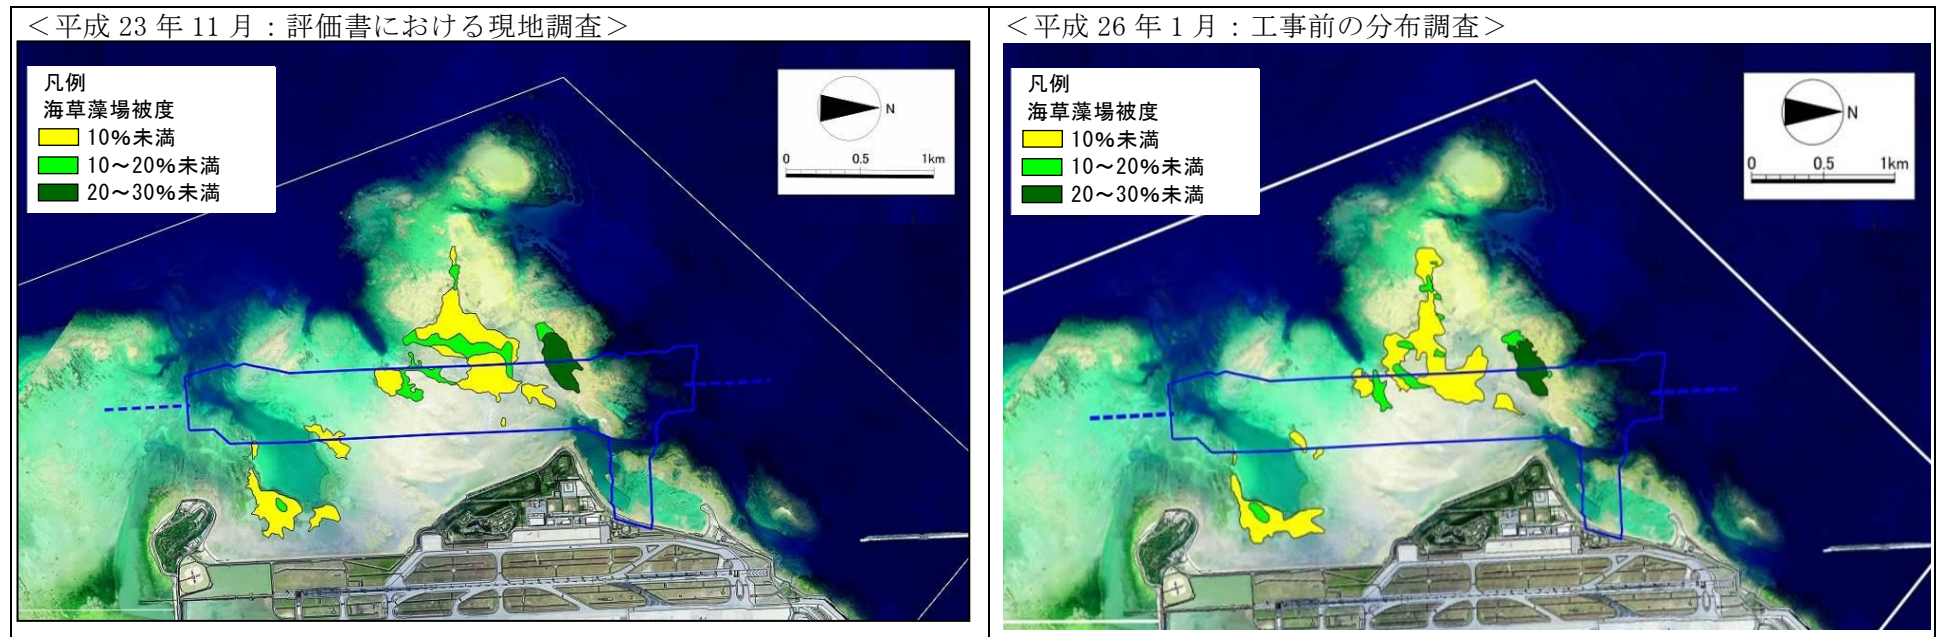 ＜平成 23 年 11 月：評価書における現地調査＞
凡例
海草藻場被度
10%未満
10～20%未満
20～30%未満
N
0 0.5 1km
＜平成 26 年 1 月：工事前の分布調査＞
凡例
海草藻場被度
10%未満
10～20%未満
20～30%未満
N
0 0.5 1km